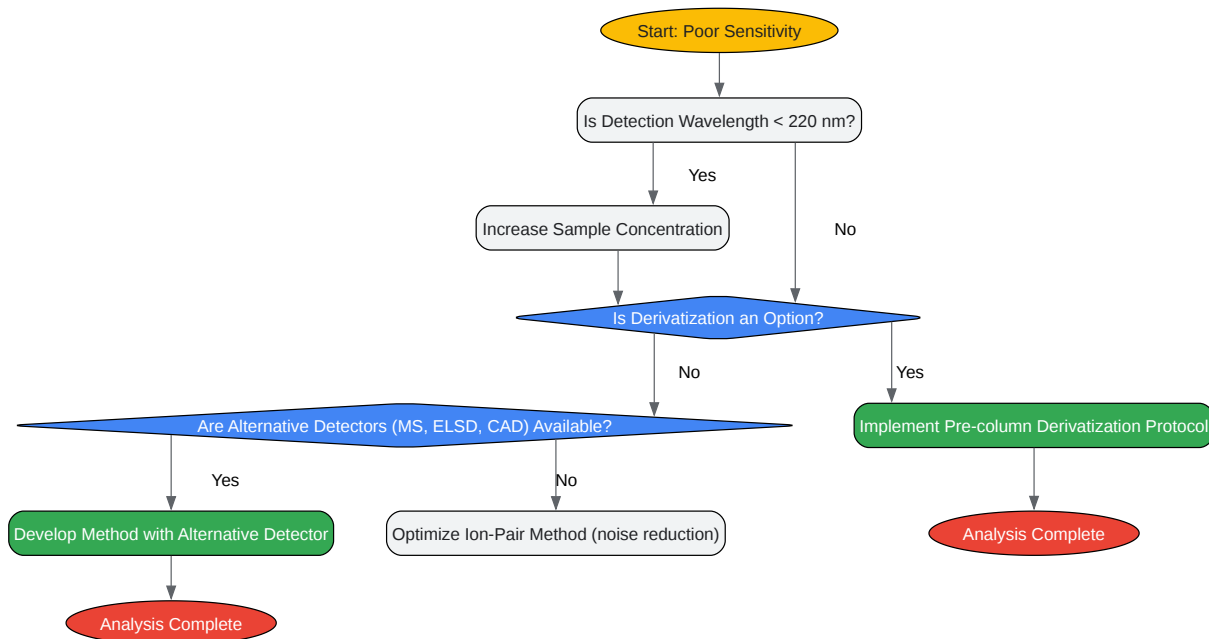 Start: Poor Sensitivity
Is Detection Wavelength < 220 nm?
Yes
Increase Sample Concentration
No
Is Derivatization an Option?
No
Yes
Are Alternative Detectors (MS, ELSD, CAD) Available?
Implement Pre-column Derivatization Protocol
Yes
No
Develop Method with Alternative Detector
Optimize Ion-Pair Method (noise reduction)
Analysis Complete
Analysis Complete